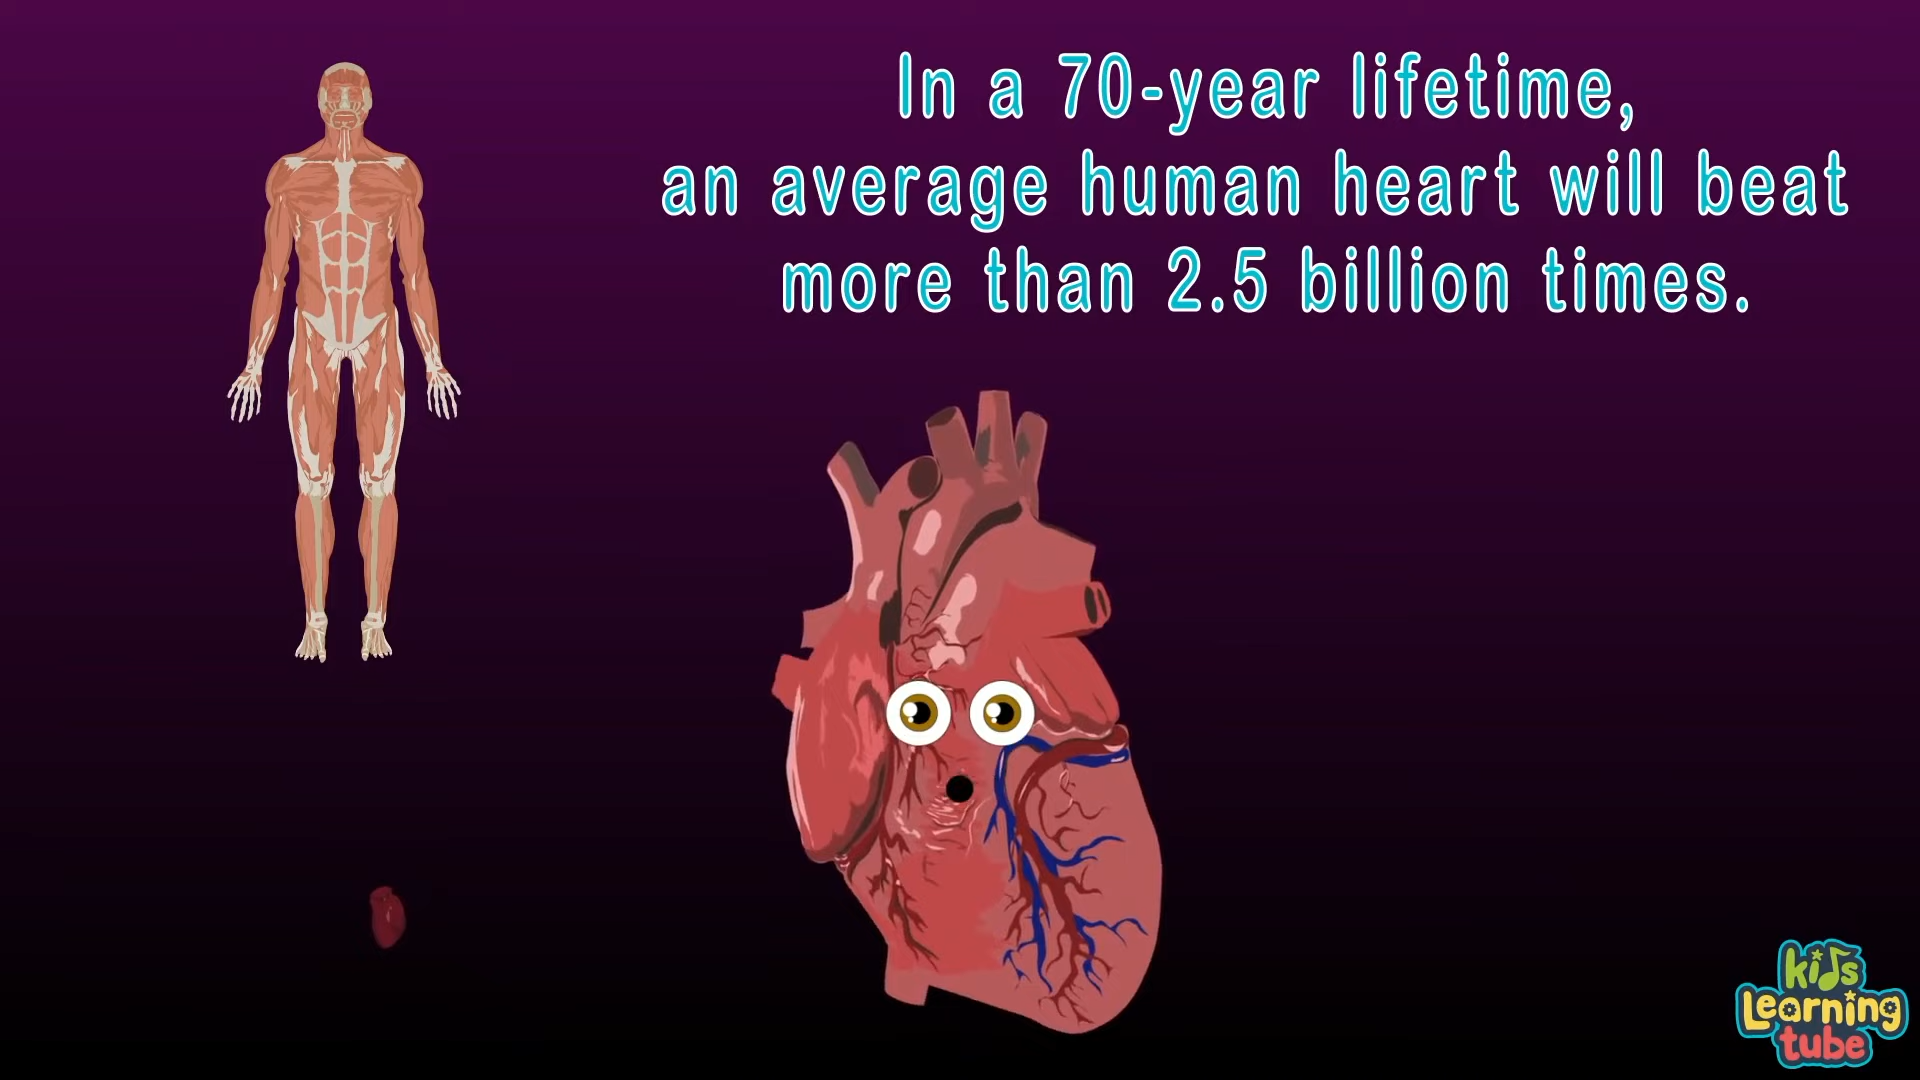 In a 70-year lifetime,
an average human heart will beat
more than 2.5 billion times.
kids
Learning
tube